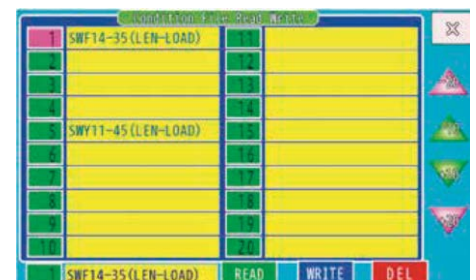 Condition File Read Write
1 SWF14-35(LEN-LOAD) 11
2 12
3 13
4 14
5 SWY11-45(LEN-LOAD) 15
6 16
7 17
8 18
9 19
10 20
1 SWF14-35(LEN-LOAD) READ WRITE DEL